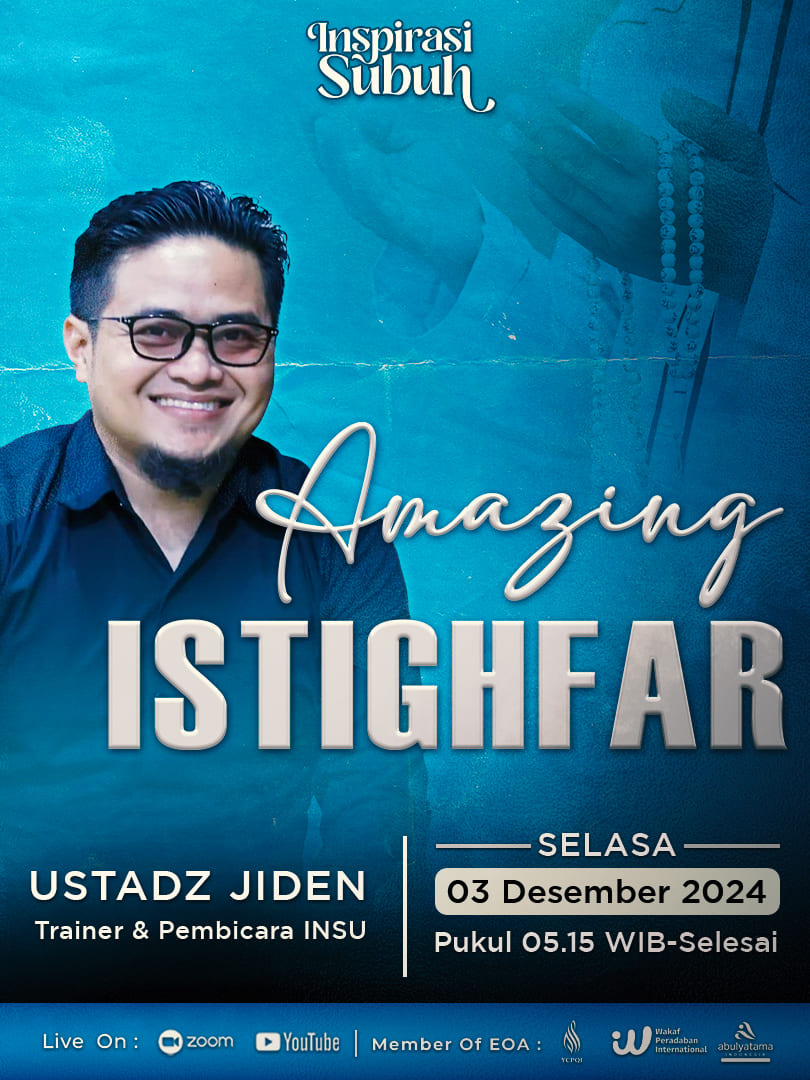 Inspirasi
Subuh
Amazing
ISTIGHFAR
USTADZ JIDEN
Trainer & Pembicara INSU
SELASA
03 Desember 2024
Pukul 05.15 WIB-Selesai
Live On : zoom YouTube | Member Of EOA : YCPQI Wakaf Peradaban International abulyatama INDONESIA